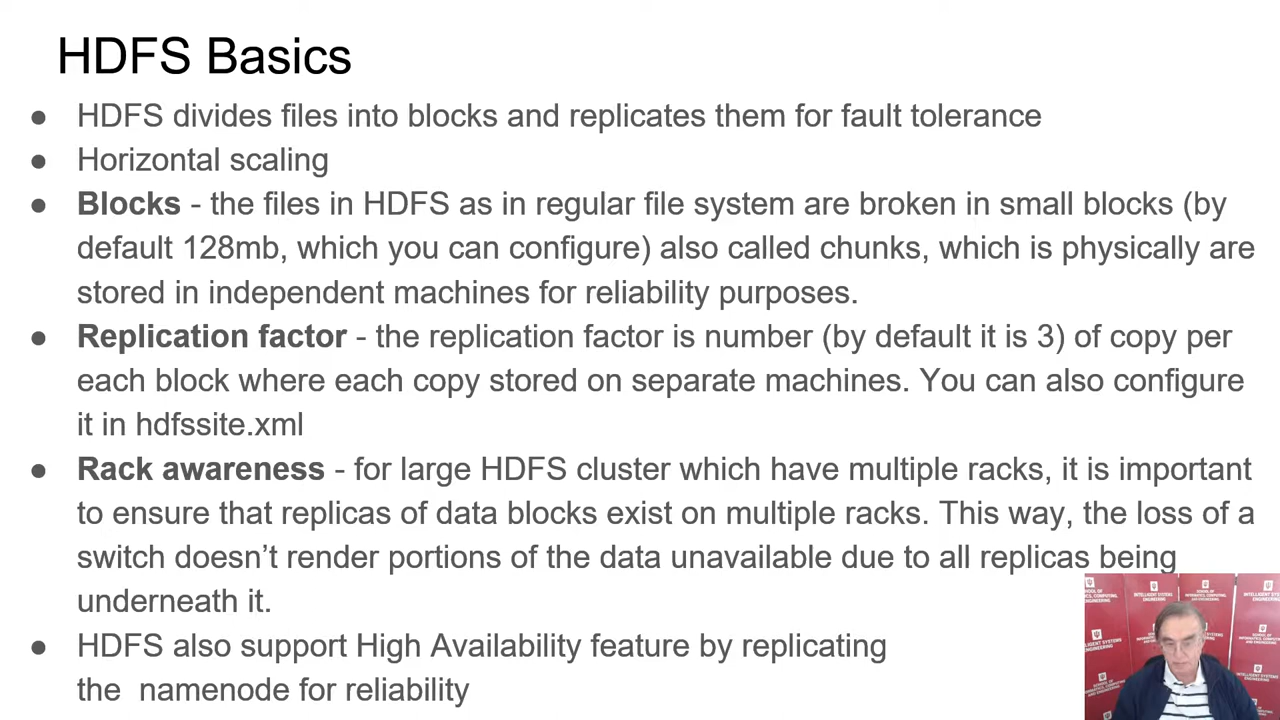 HDFS Basics
● HDFS divides files into blocks and replicates them for fault tolerance
● Horizontal scaling
● Blocks - the files in HDFS as in regular file system are broken in small blocks (by
default 128mb, which you can configure) also called chunks, which is physically are
stored in independent machines for reliability purposes.
● Replication factor - the replication factor is number (by default it is 3) of copy per
each block where each copy stored on separate machines. You can also configure
it in hdfssite.xml
● Rack awareness - for large HDFS cluster which have multiple racks, it is important
to ensure that replicas of data blocks exist on multiple racks. This way, the loss of a
switch doesn’t render portions of the data unavailable due to all replicas being
underneath it.
● HDFS also support High Availability feature by replicating
the namenode for reliability
INTELLIGENT SYSTEMS
ENGINEERING